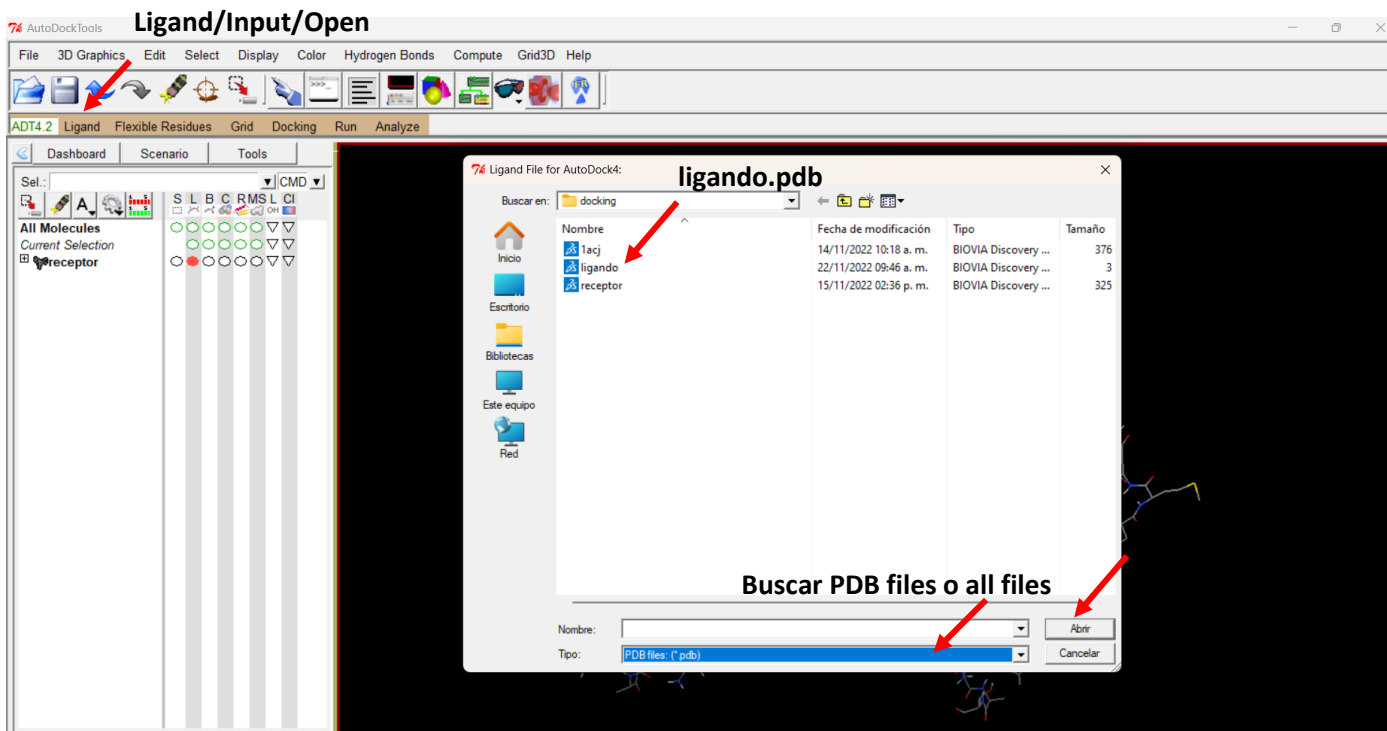 Ligand/Input/Open
AutoDockTools
File 3D Graphics Edit Select Display Color Hydrogen Bonds Compute Grid3D Help
ADT4.2 Ligand Flexible Residues Grid Docking Run Analyze
Dashboard Scenario Tools
Sel.: CMD
S L B C R MS L Cl
All Molecules
Current Selection
receptor
Ligand File for AutoDock4:
ligando.pdb
Buscar en: docking
Nombre Fecha de modificación Tipo Tamaño
1acj 14/11/2022 10:18 a. m. BIOVIA Discovery ... 376
ligando 22/11/2022 09:46 a. m. BIOVIA Discovery ... 3
receptor 15/11/2022 02:36 p. m. BIOVIA Discovery ... 325
Inicio
Escritorio
Bibliotecas
Este equipo
Red
Buscar PDB files o all files
Nombre: Abrir
Tipo: PDB files: (*.pdb) Cancelar